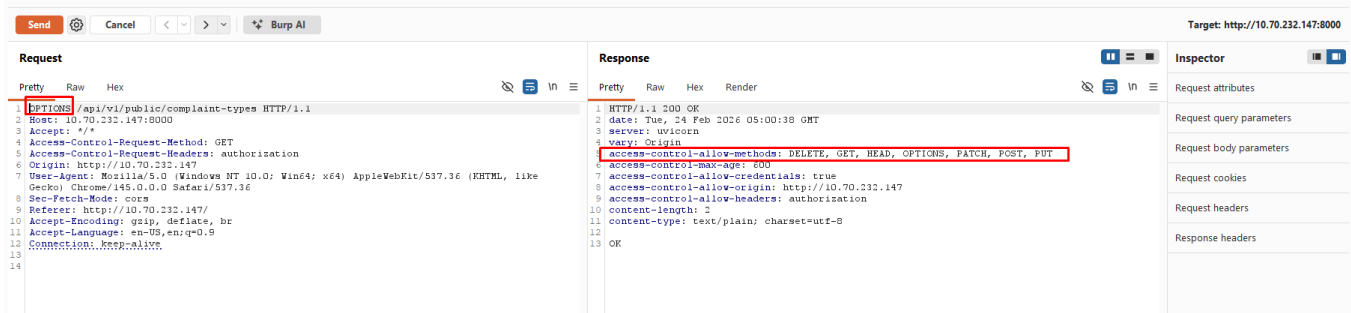 Send Cancel < > Burp AI Target: http://10.70.232.147:8000
Request
Pretty Raw Hex \n
1 OPTIONS /api/v1/public/complaint-types HTTP/1.1
2 Host: 10.70.232.147:8000
3 Accept: */*
4 Access-Control-Request-Method: GET
5 Access-Control-Request-Headers: authorization
6 Origin: http://10.70.232.147
7 User-Agent: Mozilla/5.0 (Windows NT 10.0; Win64; x64) AppleWebKit/537.36 (KHTML, like
Gecko) Chrome/145.0.0.0 Safari/537.36
8 Sec-Fetch-Mode: cors
9 Referer: http://10.70.232.147/
10 Accept-Encoding: gzip, deflate, br
11 Accept-Language: en-US,en;q=0.9
12 Connection: keep-alive
13
14
Response
Pretty Raw Hex Render \n
1 HTTP/1.1 200 OK
2 date: Tue, 24 Feb 2026 05:00:38 GMT
3 server: uvicorn
4 vary: Origin
5 access-control-allow-methods: DELETE, GET, HEAD, OPTIONS, PATCH, POST, PUT
6 access-control-max-age: 600
7 access-control-allow-credentials: true
8 access-control-allow-origin: http://10.70.232.147
9 access-control-allow-headers: authorization
10 content-length: 2
11 content-type: text/plain; charset=utf-8
12
13 OK
Inspector
Request attributes
Request query parameters
Request body parameters
Request cookies
Request headers
Response headers